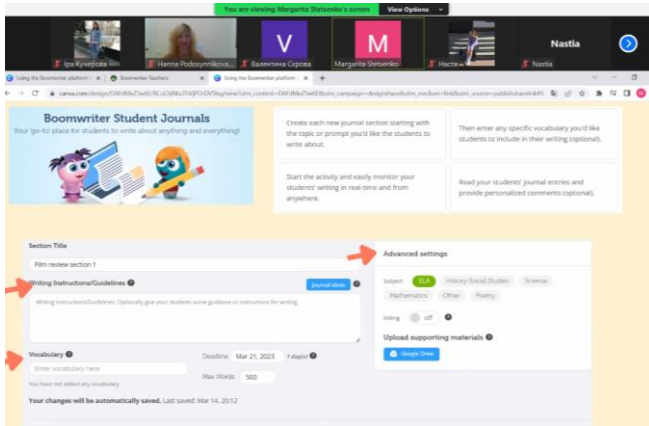 You are viewing Margarita Stetsenko's screen View Options
V M Nastia
Іра Кучерова Hanna Podosynnikova... Валентина Сєрова Margarita Stetsenko Настя Nastia
Using the Boomwriter platform Boomwriter Teachers Using the Boomwriter platform
Boomwriter Student Journals
Your 'go-to' place for students to write about anything and everything!
Create each new journal section starting with
the topic or prompt you'd like the students to
write about.
Then enter any specific vocabulary you'd like
students to include in their writing (optional).
Start the activity and easily monitor your
students' writing in real-time and from
anywhere.
Read your students' journal entries and
provide personalized comments (optional).
Section Title
Film review section 1
Writing Instructions/Guidelines Journal Ideas
Writing Instructions/Guidelines: Optionally give your students some guidance or instructions for writing
Vocabulary Deadline Mar 21, 2023 7 day(s)
Enter vocabulary here
Max Words 500
You have not added any vocabulary
Your changes will be automatically saved. Last saved: Mar 14, 20:12
Advanced settings
Subject ELA History-Social Studies Science
Mathematics Other Poetry
Voting off
Upload supporting materials
Google Drive